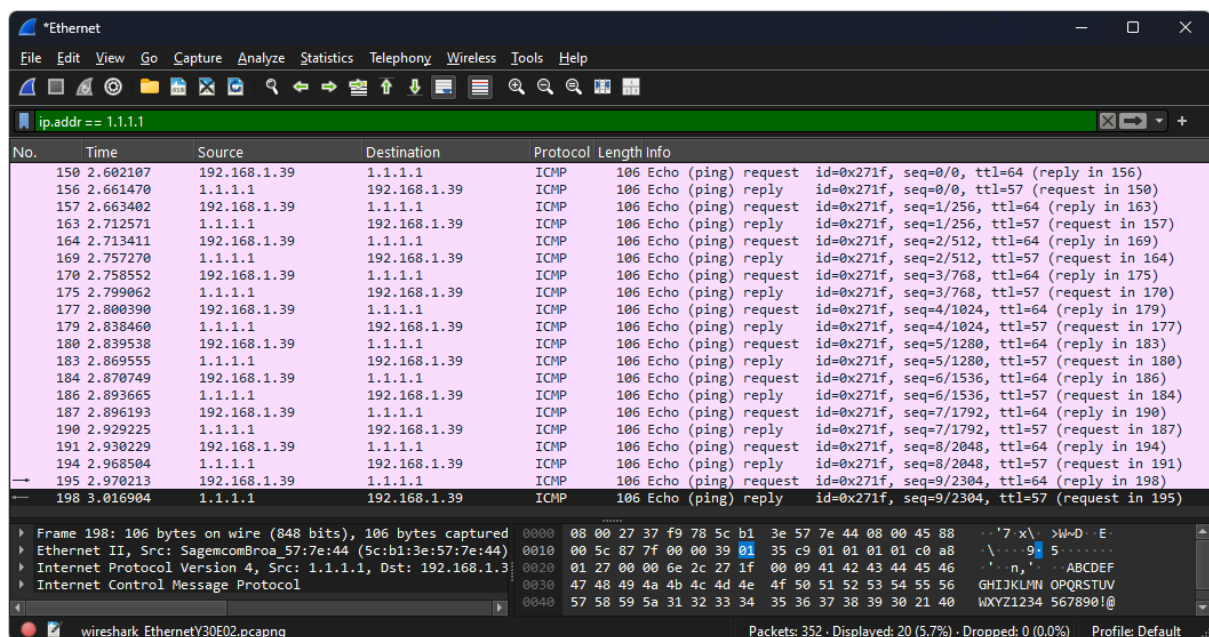 *Ethernet
File Edit View Go Capture Analyze Statistics Telephony Wireless Tools Help
ip.addr == 1.1.1.1
No. Time Source Destination Protocol Length Info
150 2.602107 192.168.1.39 1.1.1.1 ICMP 106 Echo (ping) request id=0x271f, seq=0/0, ttl=64 (reply in 156)
156 2.661470 1.1.1.1 192.168.1.39 ICMP 106 Echo (ping) reply id=0x271f, seq=0/0, ttl=57 (request in 150)
157 2.663402 192.168.1.39 1.1.1.1 ICMP 106 Echo (ping) request id=0x271f, seq=1/256, ttl=64 (reply in 163)
163 2.712571 1.1.1.1 192.168.1.39 ICMP 106 Echo (ping) reply id=0x271f, seq=1/256, ttl=57 (request in 157)
164 2.713411 192.168.1.39 1.1.1.1 ICMP 106 Echo (ping) request id=0x271f, seq=2/512, ttl=64 (reply in 169)
169 2.757270 1.1.1.1 192.168.1.39 ICMP 106 Echo (ping) reply id=0x271f, seq=2/512, ttl=57 (request in 164)
170 2.758552 192.168.1.39 1.1.1.1 ICMP 106 Echo (ping) request id=0x271f, seq=3/768, ttl=64 (reply in 175)
175 2.799062 1.1.1.1 192.168.1.39 ICMP 106 Echo (ping) reply id=0x271f, seq=3/768, ttl=57 (request in 170)
177 2.800390 192.168.1.39 1.1.1.1 ICMP 106 Echo (ping) request id=0x271f, seq=4/1024, ttl=64 (reply in 179)
179 2.838460 1.1.1.1 192.168.1.39 ICMP 106 Echo (ping) reply id=0x271f, seq=4/1024, ttl=57 (request in 177)
180 2.839538 192.168.1.39 1.1.1.1 ICMP 106 Echo (ping) request id=0x271f, seq=5/1280, ttl=64 (reply in 183)
183 2.869555 1.1.1.1 192.168.1.39 ICMP 106 Echo (ping) reply id=0x271f, seq=5/1280, ttl=57 (request in 180)
184 2.870749 192.168.1.39 1.1.1.1 ICMP 106 Echo (ping) request id=0x271f, seq=6/1536, ttl=64 (reply in 186)
186 2.893665 1.1.1.1 192.168.1.39 ICMP 106 Echo (ping) reply id=0x271f, seq=6/1536, ttl=57 (request in 184)
187 2.896193 192.168.1.39 1.1.1.1 ICMP 106 Echo (ping) request id=0x271f, seq=7/1792, ttl=64 (reply in 190)
190 2.929225 1.1.1.1 192.168.1.39 ICMP 106 Echo (ping) reply id=0x271f, seq=7/1792, ttl=57 (request in 187)
191 2.930229 192.168.1.39 1.1.1.1 ICMP 106 Echo (ping) request id=0x271f, seq=8/2048, ttl=64 (reply in 194)
194 2.968504 1.1.1.1 192.168.1.39 ICMP 106 Echo (ping) reply id=0x271f, seq=8/2048, ttl=57 (request in 191)
195 2.970213 192.168.1.39 1.1.1.1 ICMP 106 Echo (ping) request id=0x271f, seq=9/2304, ttl=64 (reply in 198)
198 3.016904 1.1.1.1 192.168.1.39 ICMP 106 Echo (ping) reply id=0x271f, seq=9/2304, ttl=57 (request in 195)
Frame 198: 106 bytes on wire (848 bits), 106 bytes captured
Ethernet II, Src: SagemcomBroa_57:7e:44 (5c:b1:3e:57:7e:44)
Internet Protocol Version 4, Src: 1.1.1.1, Dst: 192.168.1.3
Internet Control Message Protocol
0000 08 00 27 37 f9 78 5c b1 3e 57 7e 44 08 00 45 88 ··'7·x\· >W~D··E·
0010 00 5c 87 7f 00 00 39 01 35 c9 01 01 01 01 c0 a8 ·\····9· 5·······
0020 01 27 00 00 6e 2c 27 1f 00 09 41 42 43 44 45 46 ·'··n,'· ··ABCDEF
0030 47 48 49 4a 4b 4c 4d 4e 4f 50 51 52 53 54 55 56 GHIJKLMN OPQRSTUV
0040 57 58 59 5a 31 32 33 34 35 36 37 38 39 30 21 40 WXYZ1234 567890!@
wireshark_EthernetY30E02.pcapng Packets: 352 · Displayed: 20 (5.7%) · Dropped: 0 (0.0%) Profile: Default